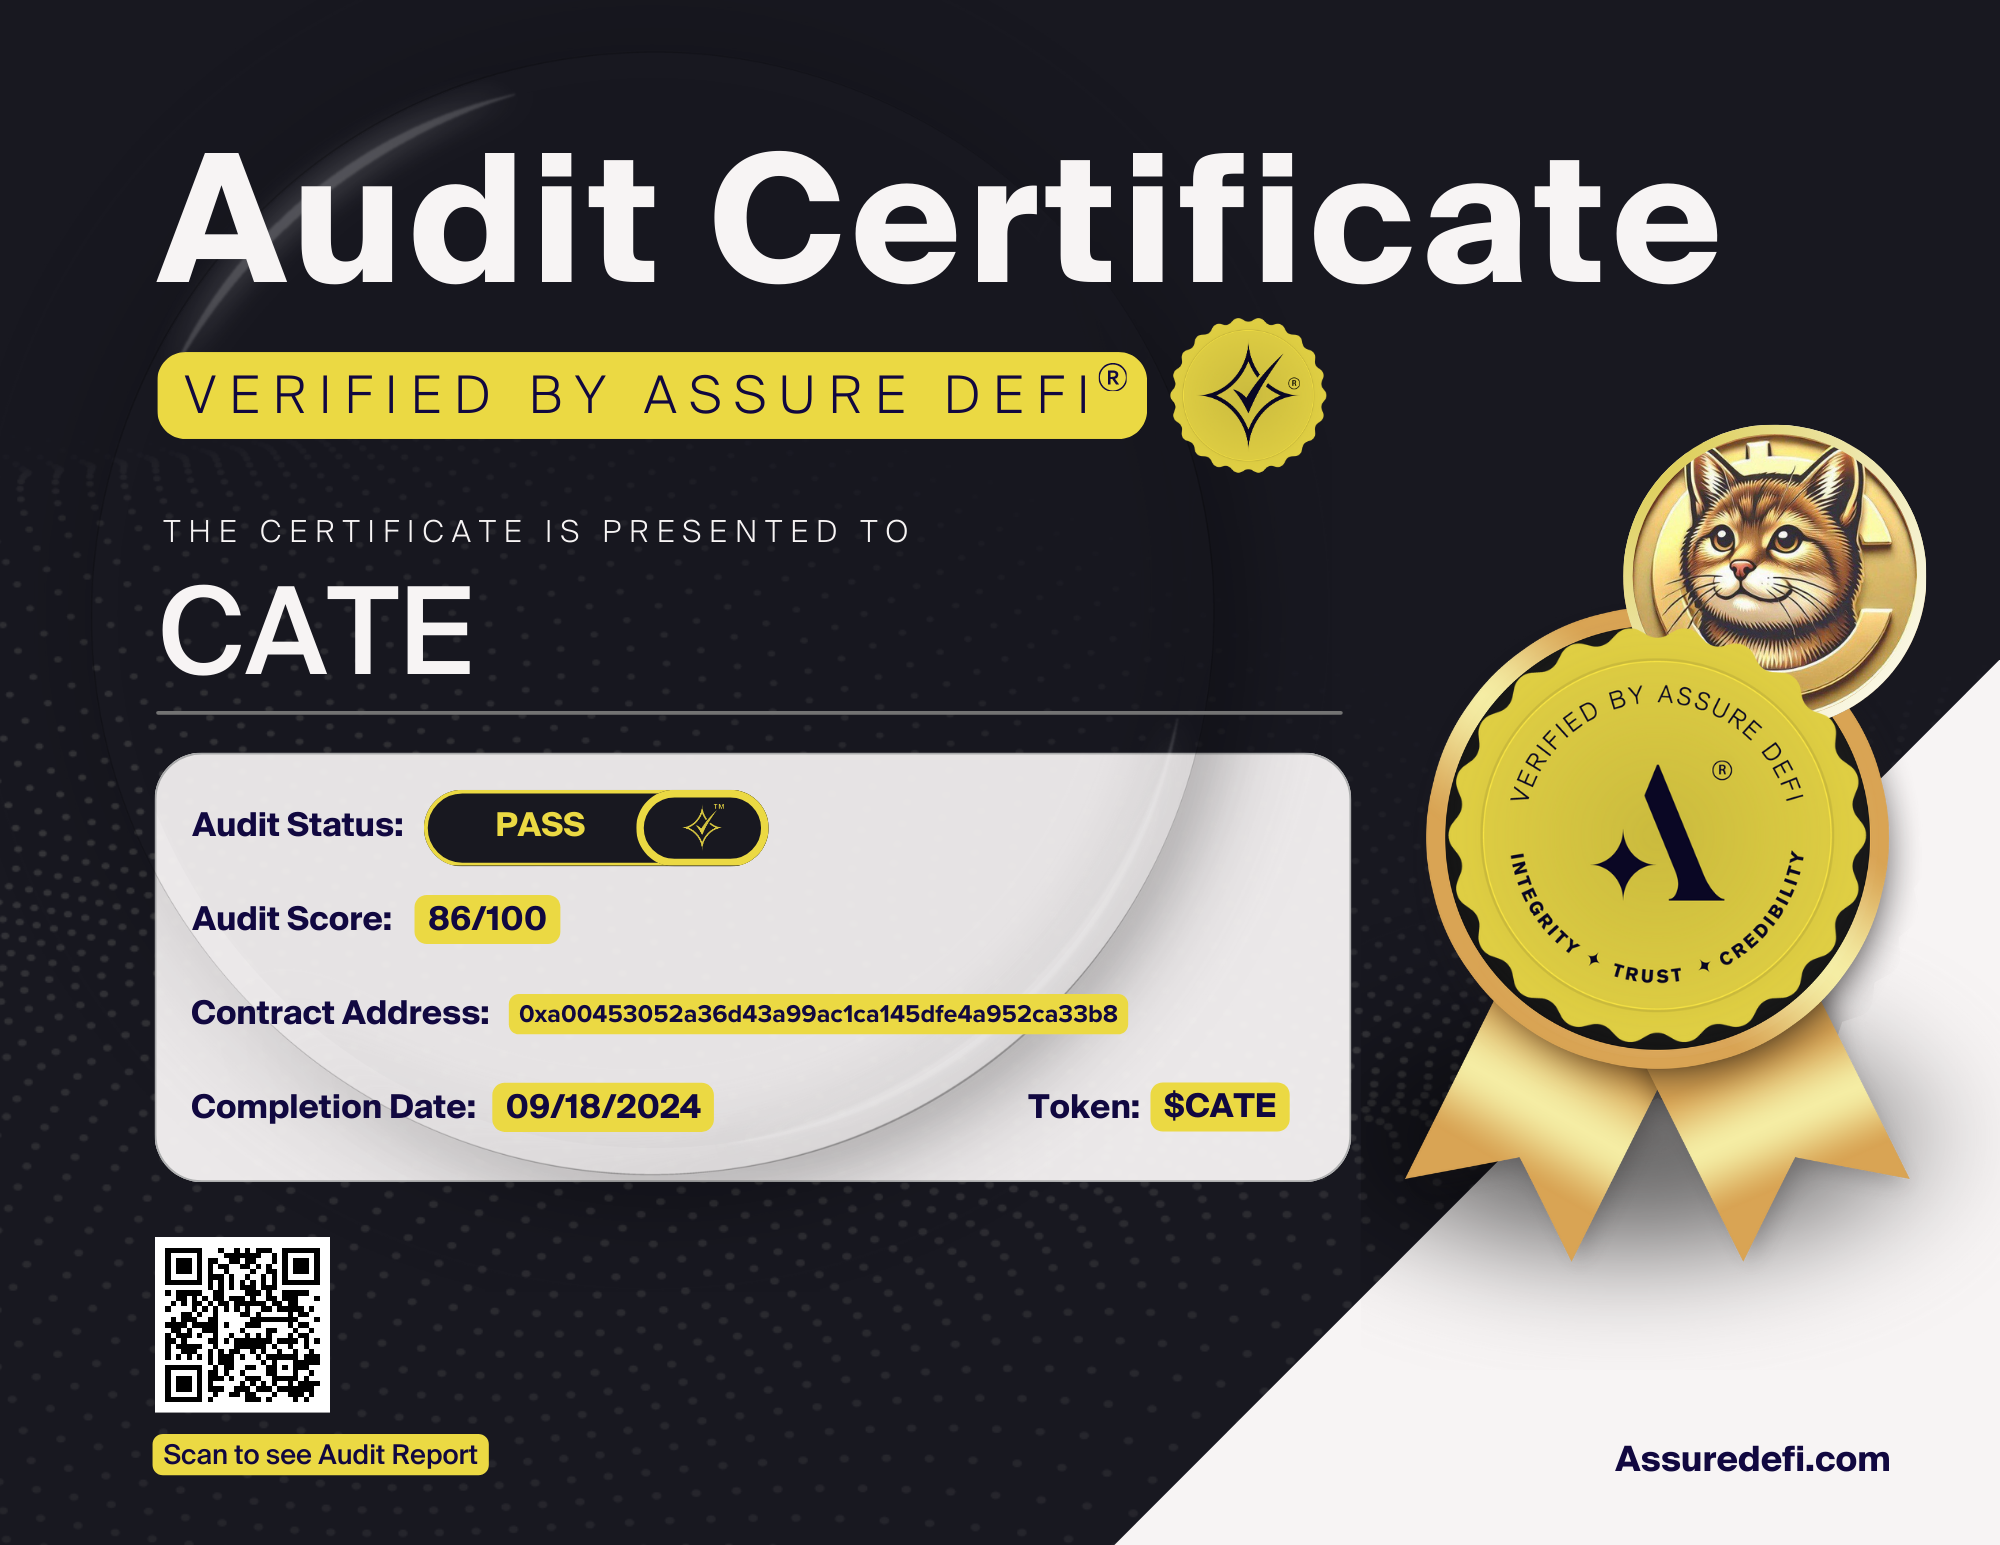 Audit Certificate
VERIFIED BY ASSURE DEFI®
®
THE CERTIFICATE IS PRESENTED TO
CATE
Audit Status: PASS ™
Audit Score: 86/100
Contract Address: 0xa00453052a36d43a99ac1ca145dfe4a952ca33b8
Completion Date: 09/18/2024 Token: $CATE
VERIFIED BY ASSURE DEFI
®
A
INTEGRITY ✦ TRUST ✦ CREDIBILITY
Scan to see Audit Report
Assuredefi.com